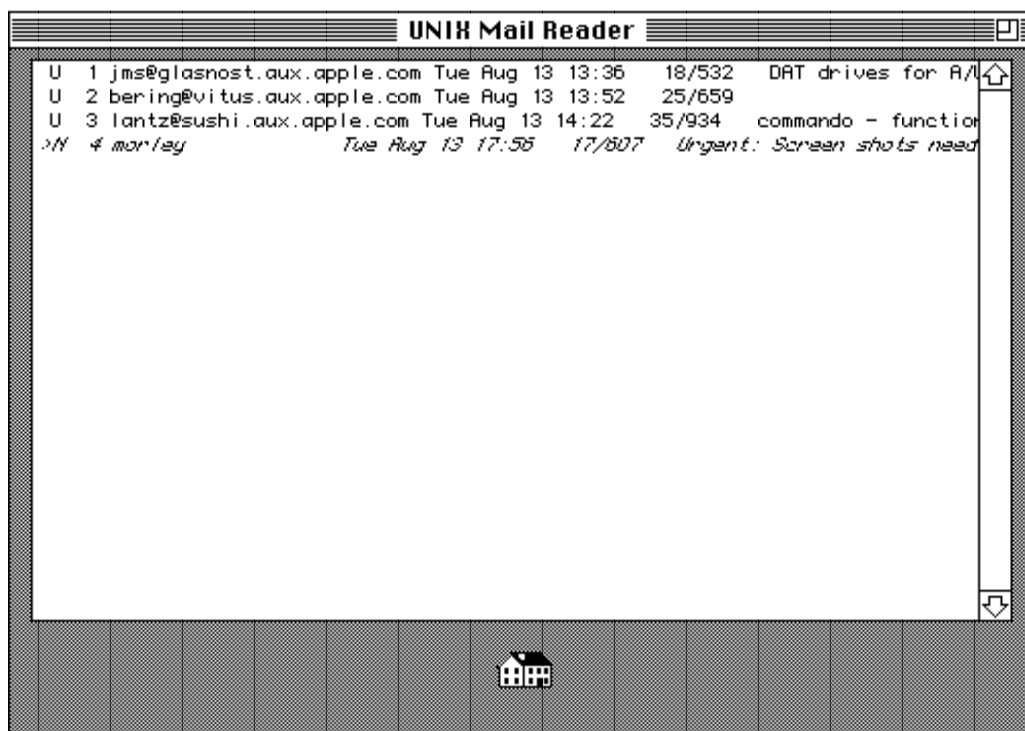 UNIX Mail Reader
U 1 jms@glasnost.aux.apple.com Tue Aug 13 13:36 18/532 DAT drives for A/U
U 2 bering@vitus.aux.apple.com Tue Aug 13 13:52 25/659
U 3 lantz@sushi.aux.apple.com Tue Aug 13 14:22 35/934 commando - function
>N 4 morley Tue Aug 13 17:56 17/607 Urgent: Screen shots need